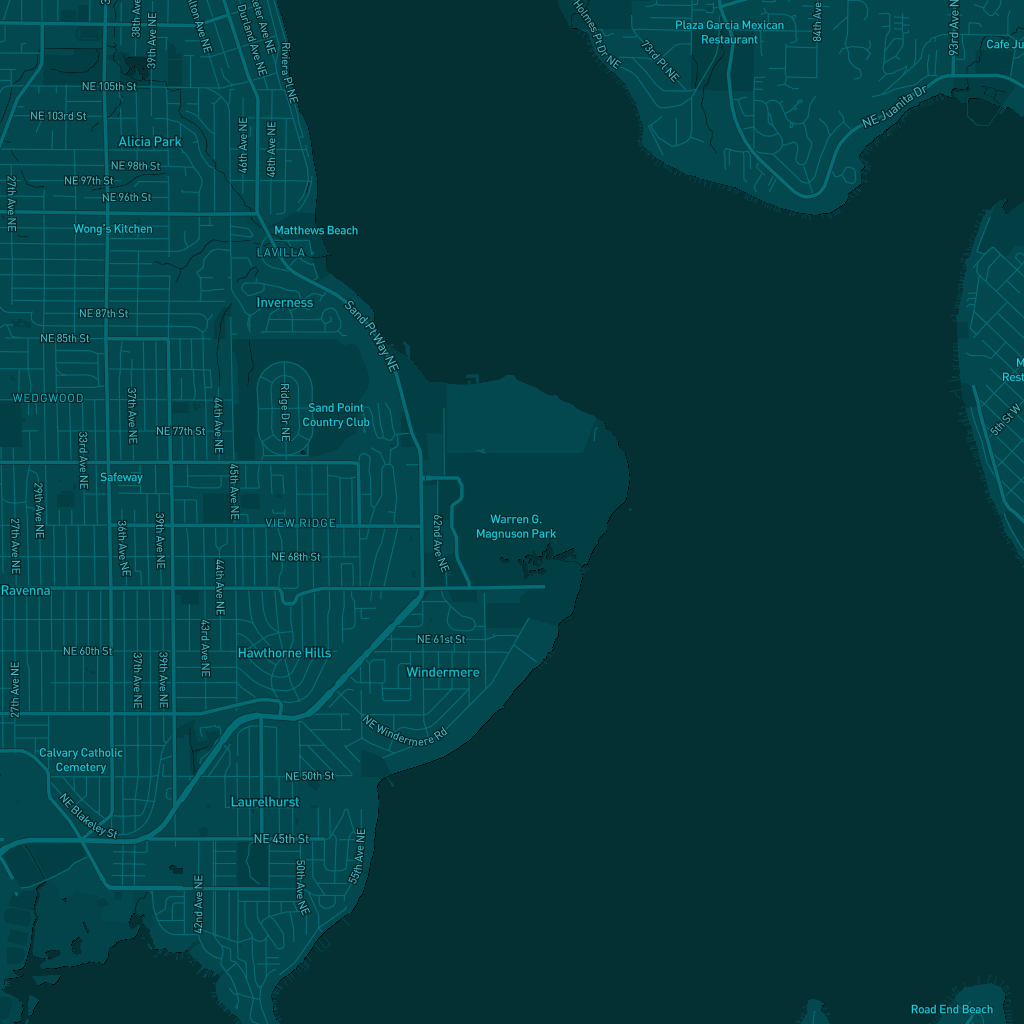 38th Ave
39th Ave NE
Durland Ave NE
Riviera Pl NE
Holmes Pt Dr NE
73rd Pl NE
Plaza Garcia Mexican
Restaurant
84th Ave
93rd Ave N
Cafe Ju
NE 105th St
NE 103rd St
NE Juanita Dr
Alicia Park
46th Ave NE
48th Ave NE
NE 98th St
NE 97th St
NE 96th St
27th Ave NE
Wong's Kitchen
Matthews Beach
LAVILLA
Inverness
NE 87th St
Sand Pt Way NE
NE 85th St
M
Rest
WEDGWOOD
37th Ave NE
44th Ave NE
Ridge Dr NE
Sand Point
Country Club
5th St W
NE 77th St
33rd Ave NE
Safeway
45th Ave NE
29th Ave NE
27th Ave NE
36th Ave NE
39th Ave NE
VIEW RIDGE
62nd Ave NE
Warren G.
Magnuson Park
NE 68th St
44th Ave NE
Ravenna
43rd Ave NE
NE 61st St
NE 60th St
Hawthorne Hills
37th Ave NE
39th Ave NE
27th Ave NE
Windermere
NE Windermere Rd
Calvary Catholic
Cemetery
NE 50th St
NE Blakeley St
Laurelhurst
NE 45th St
55th Ave NE
50th Ave NE
42nd Ave NE
Road End Beach